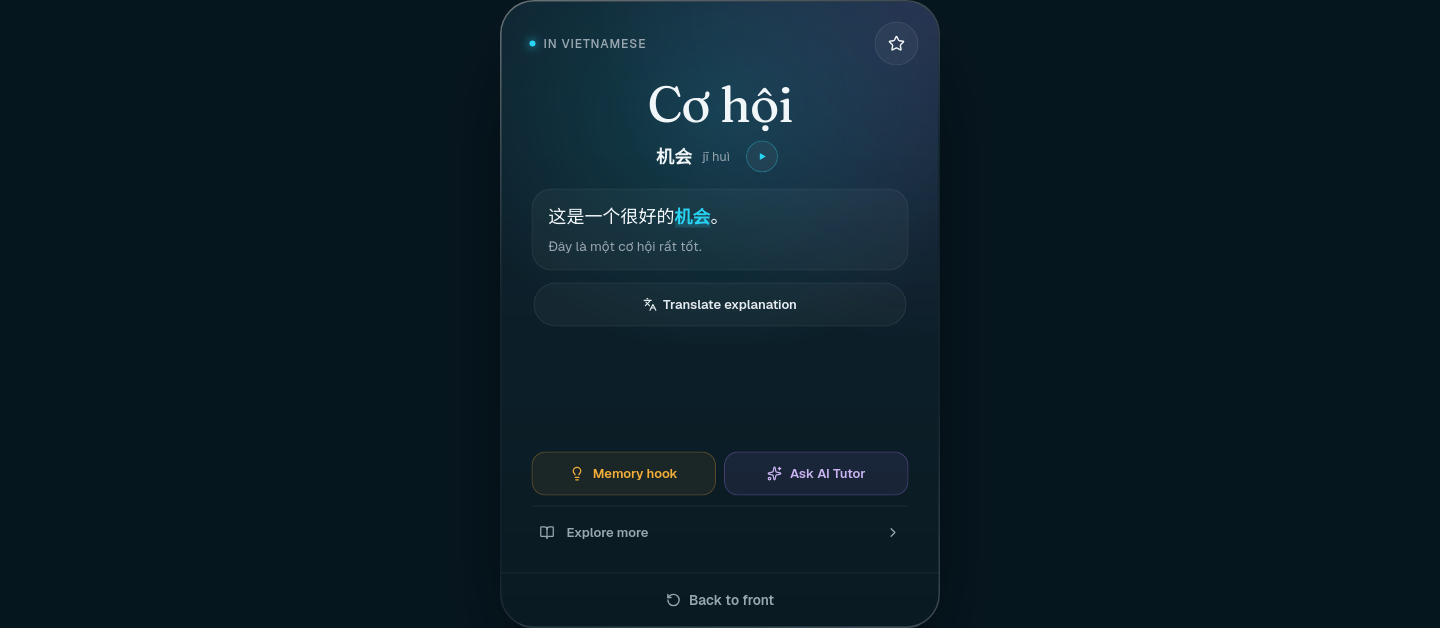 IN VIETNAMESE
Cơ hội
机会 jī huì
这是一个很好的机会。
Đây là một cơ hội rất tốt.
Translate explanation
Memory hook
Ask AI Tutor
Explore more
Back to front